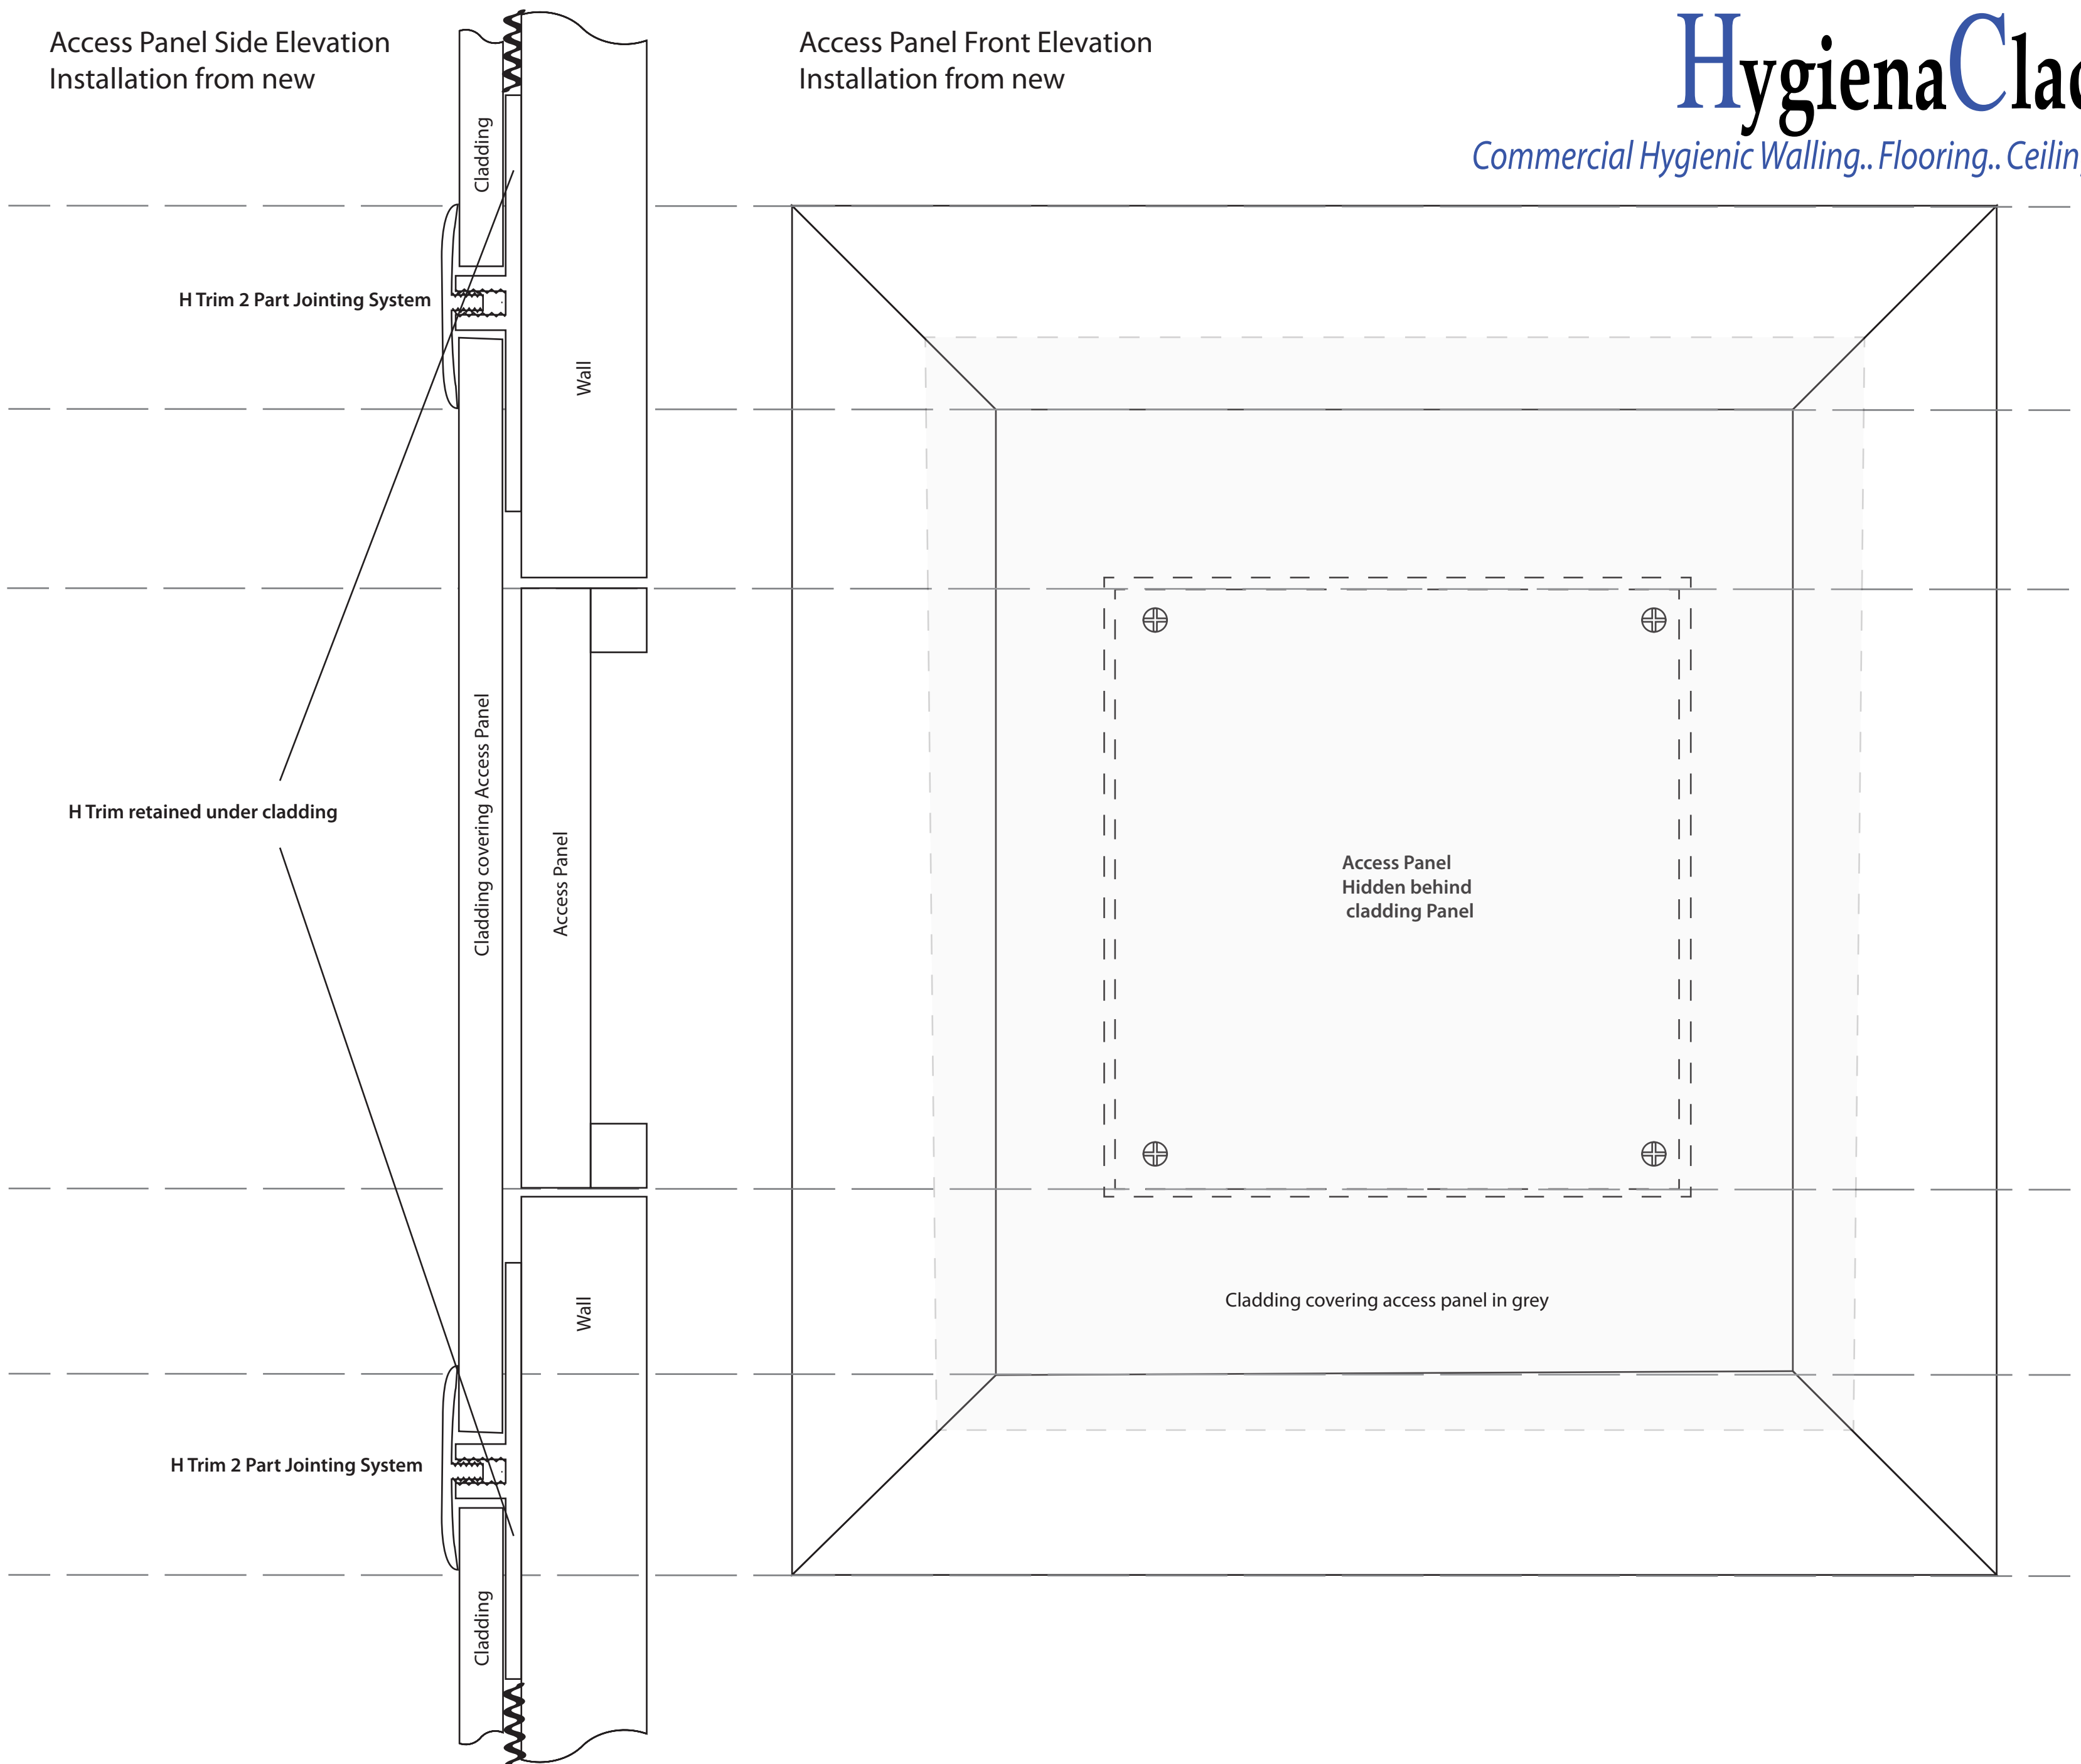 Access Panel Side Elevation
Installation from new
Access Panel Front Elevation
Installation from new
HygienaClad
Commercial Hygienic Walling.. Flooring.. Ceiling
Cladding
H Trim 2 Part Jointing System
Wall
Cladding covering Access Panel
H Trim retained under cladding
Access Panel
Access Panel
Hidden behind
cladding Panel
Cladding covering access panel in grey
Wall
H Trim 2 Part Jointing System
Cladding